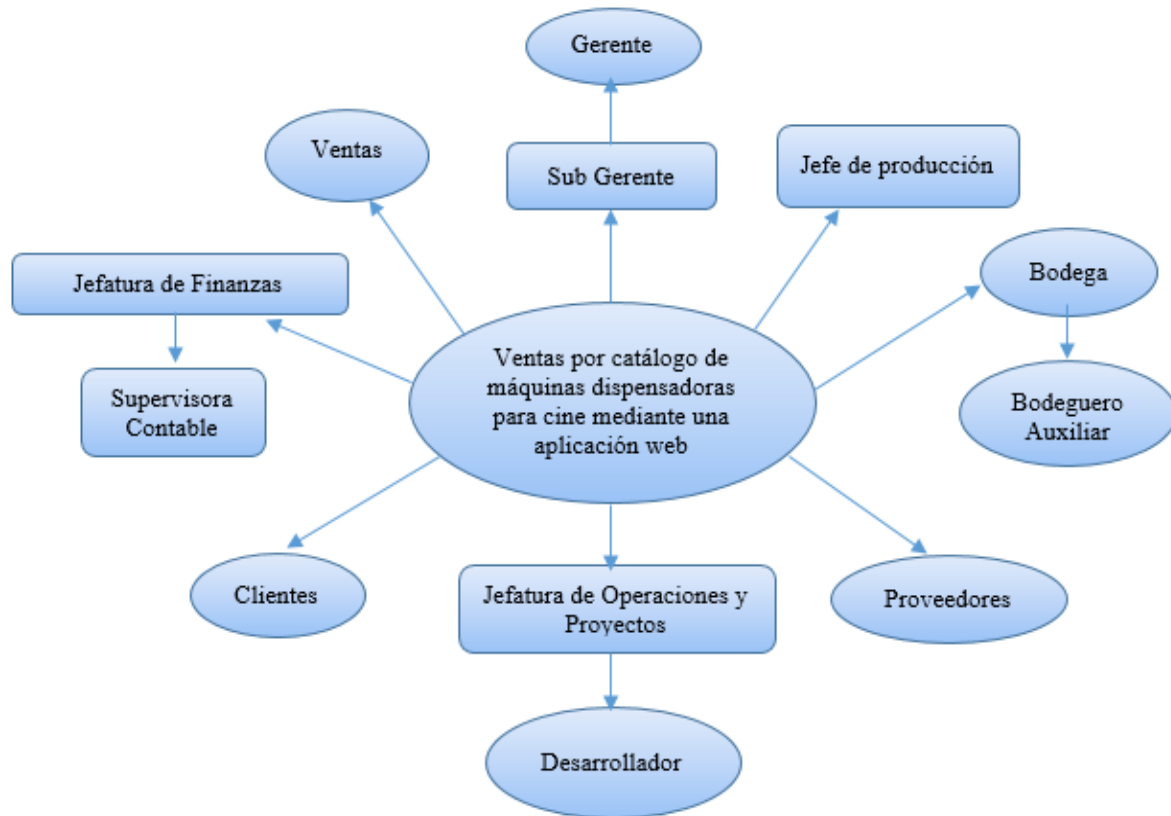 Gerente
Ventas
Sub Gerente
Jefe de producción
Jefatura de Finanzas
Bodega
Ventas por catálogo de
máquinas dispensadoras
para cine mediante una
aplicación web
Supervisora
Contable
Bodeguero
Auxiliar
Clientes
Jefatura de Operaciones y
Proyectos
Proveedores
Desarrollador